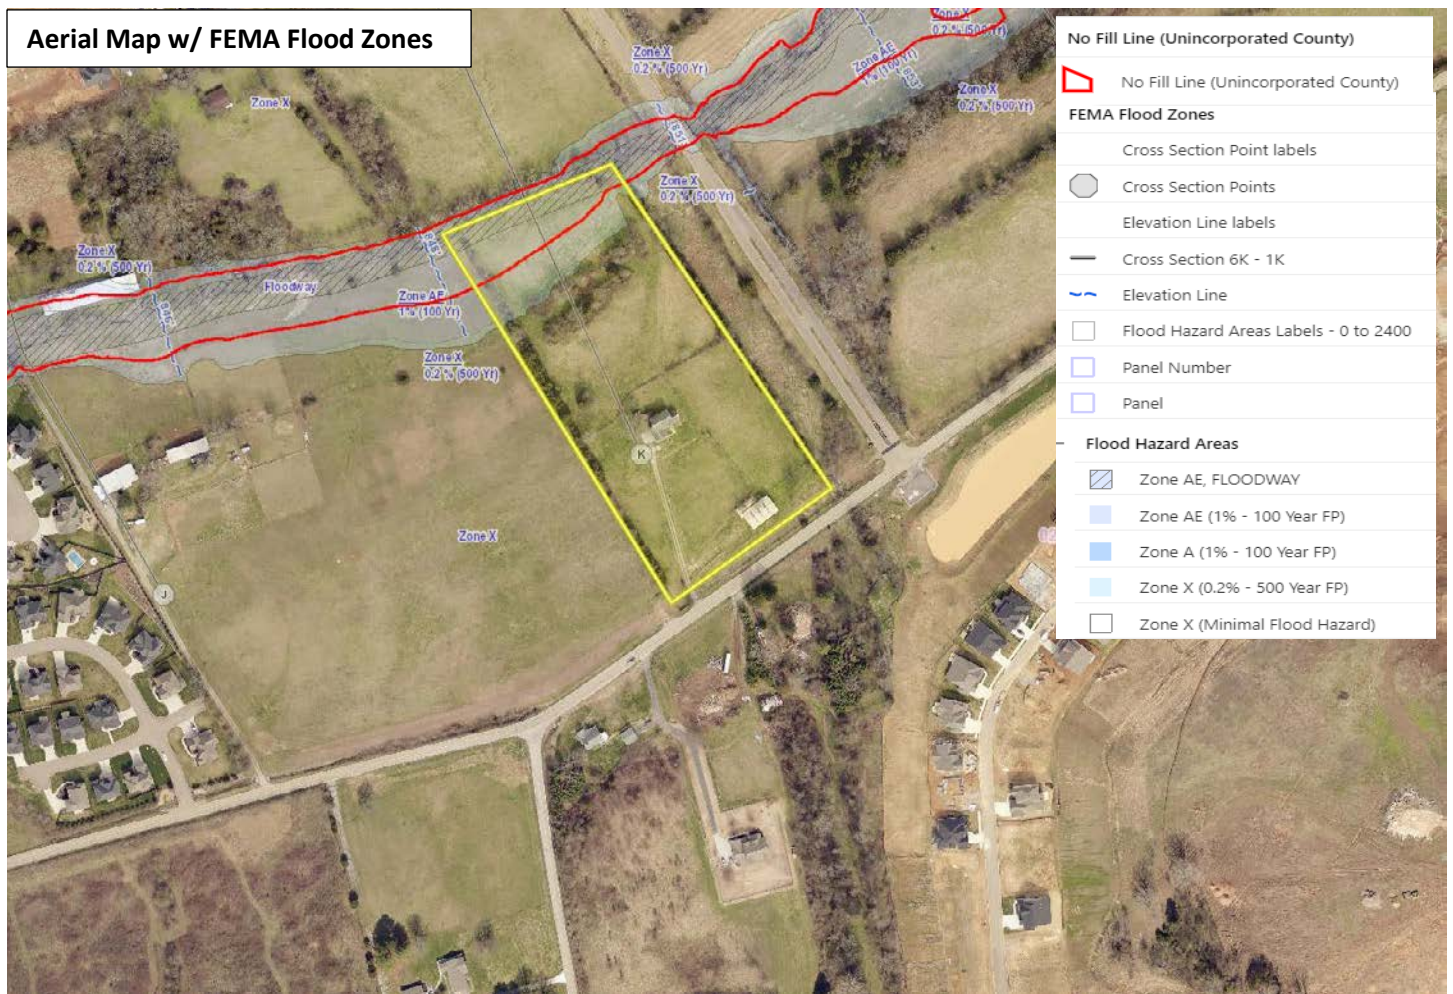 Aerial Map w/ FEMA Flood Zones
Zone X
0.2 % (500 Yr)
Zone X
0.2 % (500 Yr)
Zone AE
1% (100 Yr)
853'
Zone X
0.2 % (500 Yr)
Zone X
851'
Zone X
0.2 % (500 Yr)
Zone X
0.2 % (500 Yr)
848'
Floodway
Zone AE
1% (100 Yr)
846'
Zone X
0.2 % (500 Yr)
K
Zone X
J
02
No Fill Line (Unincorporated County)
No Fill Line (Unincorporated County)
FEMA Flood Zones
Cross Section Point labels
Cross Section Points
Elevation Line labels
Cross Section 6K - 1K
Elevation Line
Flood Hazard Areas Labels - 0 to 2400
Panel Number
Panel
Flood Hazard Areas
Zone AE, FLOODWAY
Zone AE (1% - 100 Year FP)
Zone A (1% - 100 Year FP)
Zone X (0.2% - 500 Year FP)
Zone X (Minimal Flood Hazard)